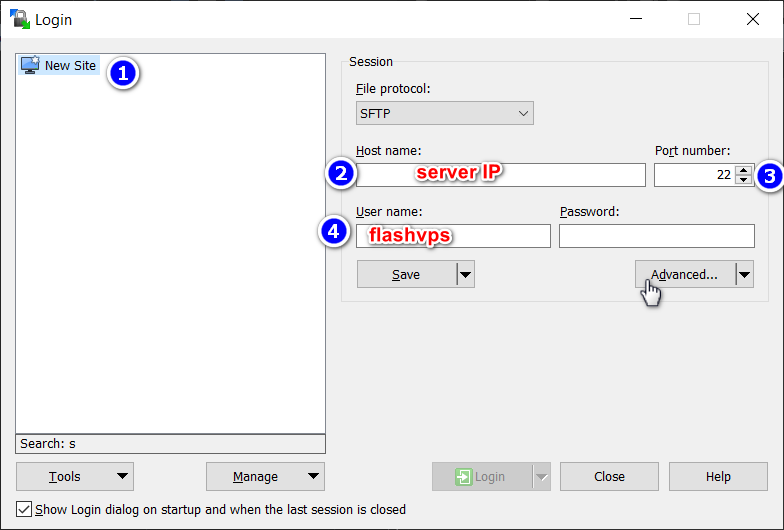 Login
New Site
1
Session
File protocol:
SFTP
Host name:
Port number:
2
server IP
22
3
User name:
Password:
4
flashvps
Save
Advanced...
Search: s
Tools
Manage
Login
Close
Help
Show Login dialog on startup and when the last session is closed